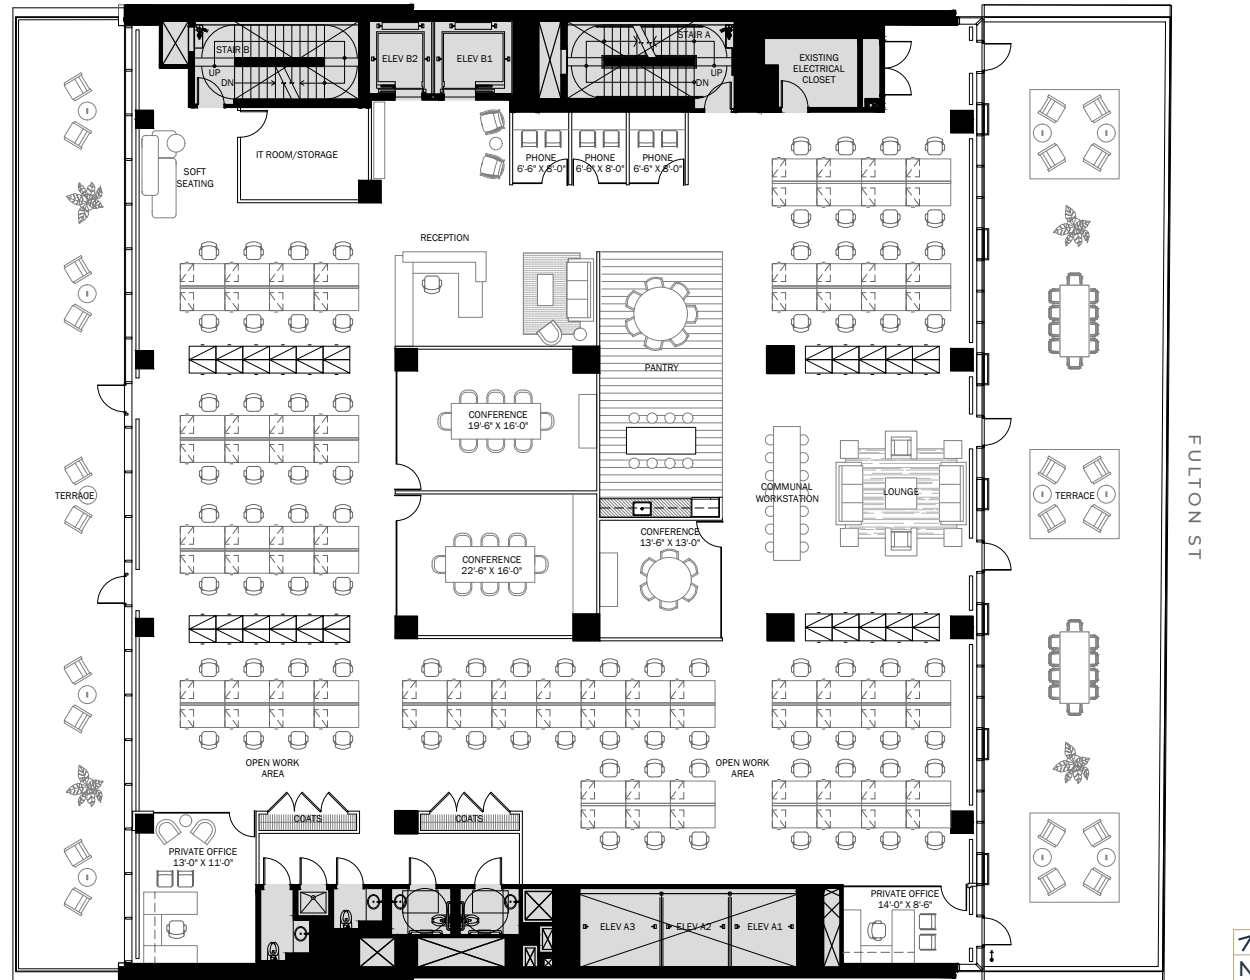 STAIR B
UP
DN
ELEV B2
ELEV B1
STAIR A
UP
DN
EXISTING
ELECTRICAL
CLOSET
IT ROOM/STORAGE
SOFT
SEATING
PHONE
6'-6" X 8'-0"
PHONE
6'-6" X 8'-0"
PHONE
6'-6" X 8'-0"
RECEPTION
PANTRY
CONFERENCE
19'-6" X 16'-0"
TERRACE
COMMUNAL
WORKSTATION
LOUNGE
TERRACE
FULTON ST
CONFERENCE
22'-6" X 16'-0"
CONFERENCE
13'-6" X 13'-0"
OPEN WORK
AREA
OPEN WORK
AREA
COATS
COATS
PRIVATE OFFICE
13'-0" X 11'-0"
PRIVATE OFFICE
14'-0" X 8'-6"
ELEV A3
ELEV A2
ELEV A1